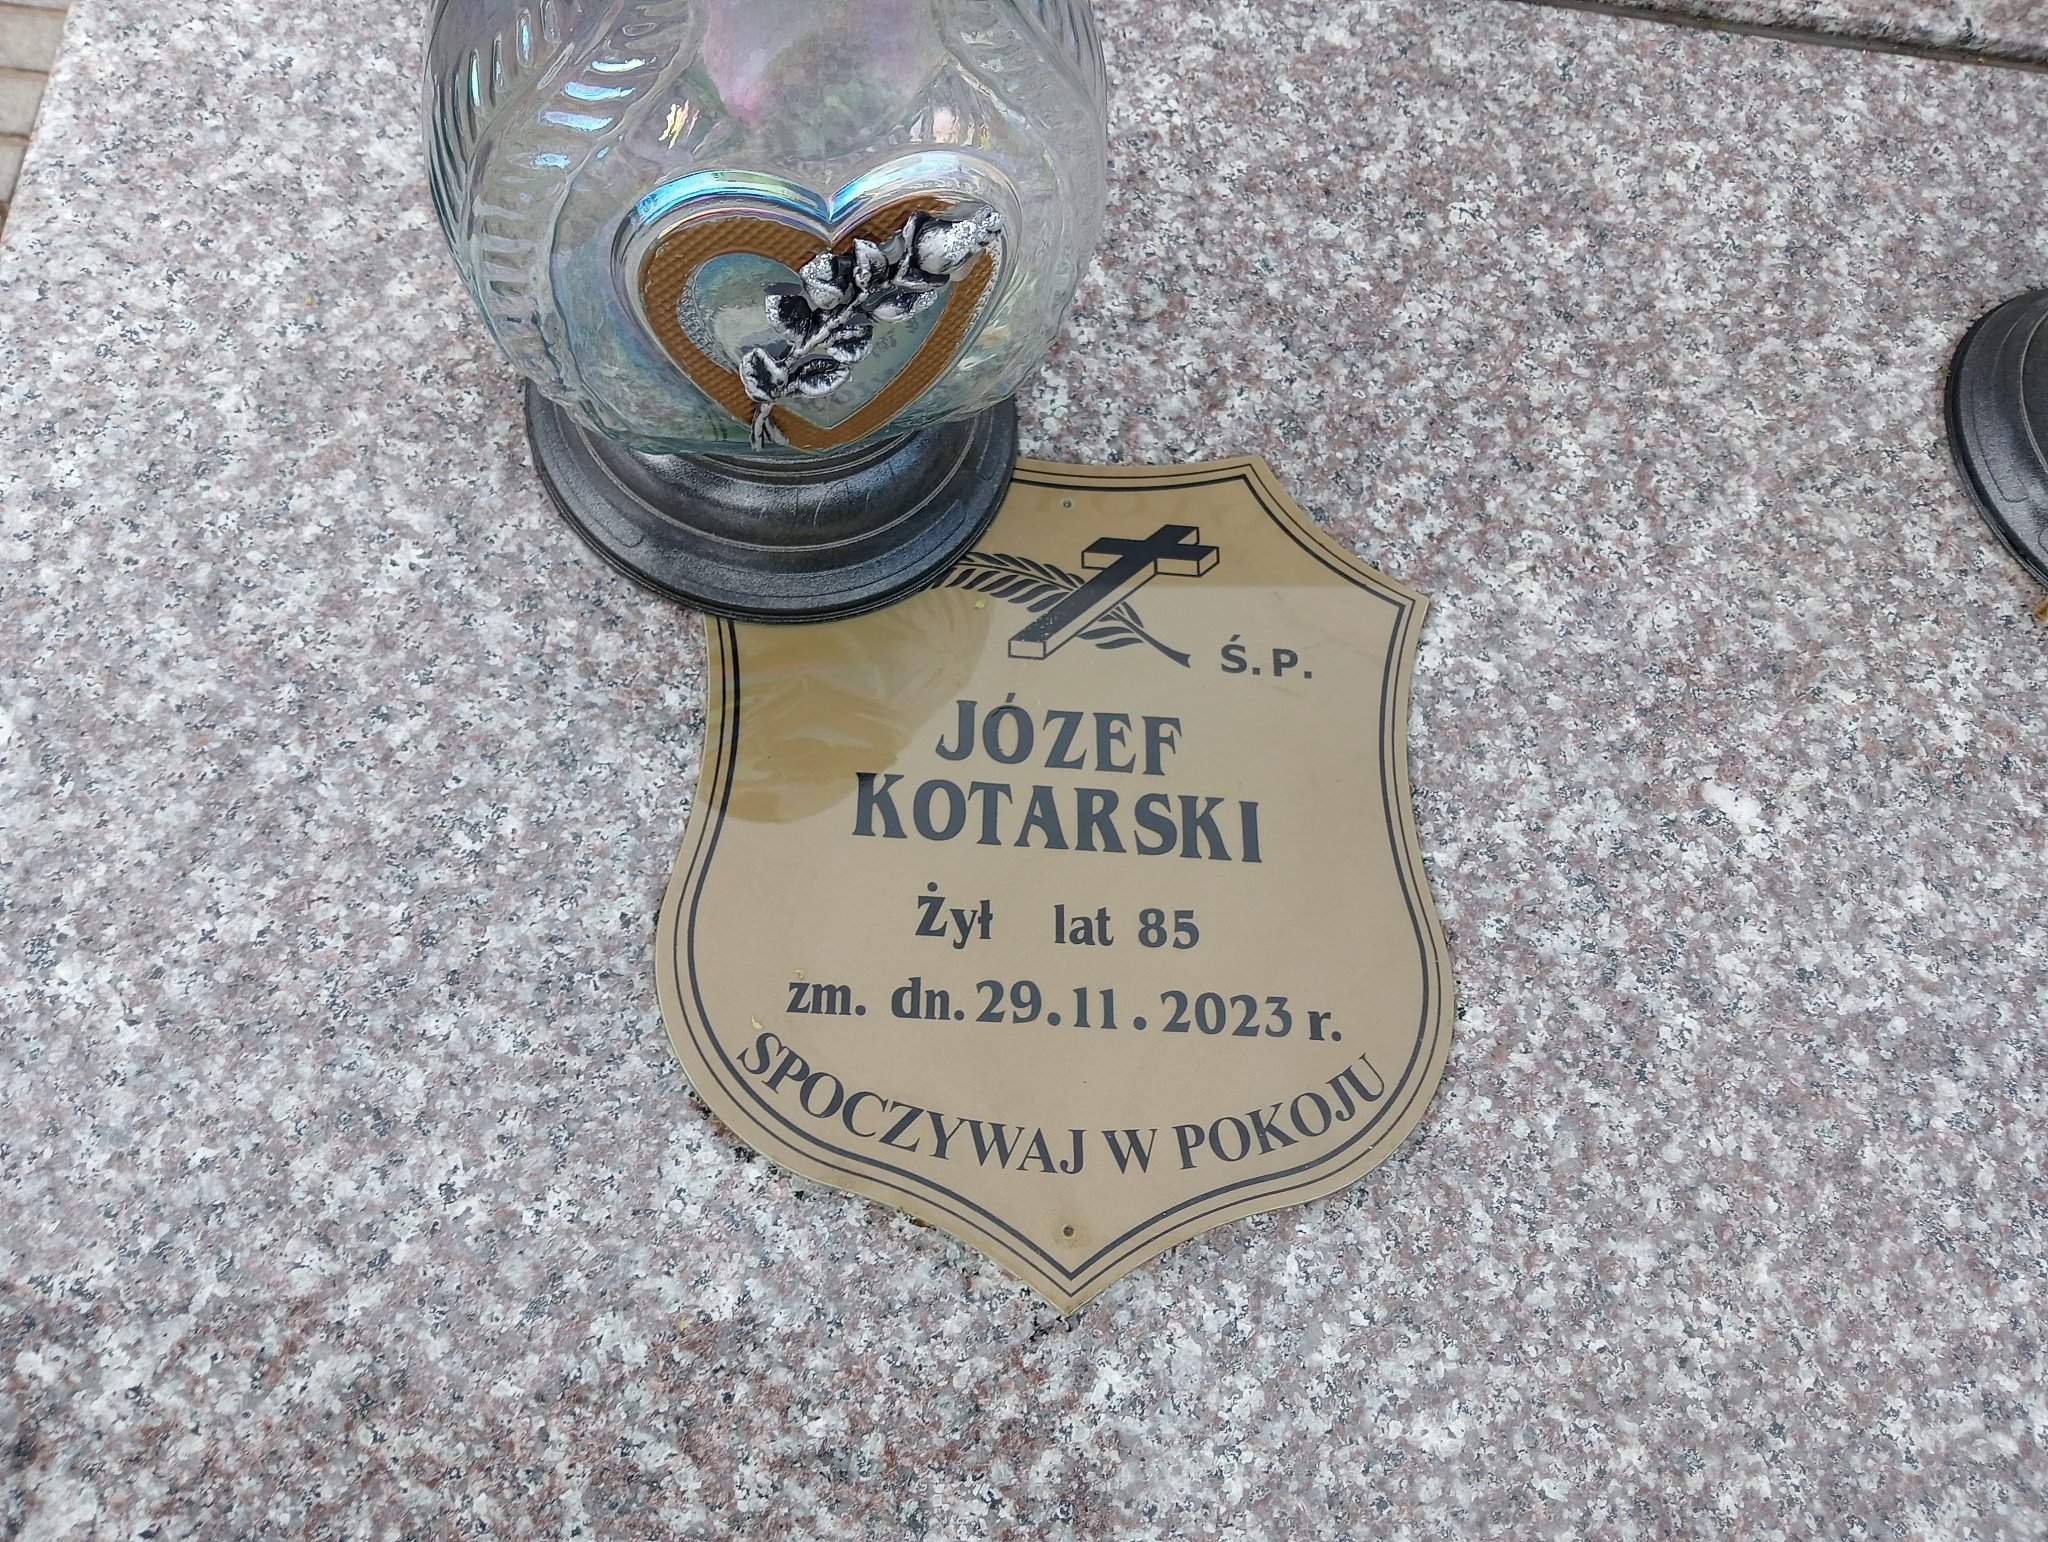 Ś.P.
JÓZEF
KOTARSKI
Żył lat 85
zm. dn. 29.11.2023 r.
SPOCZYWAJ W POKOJU